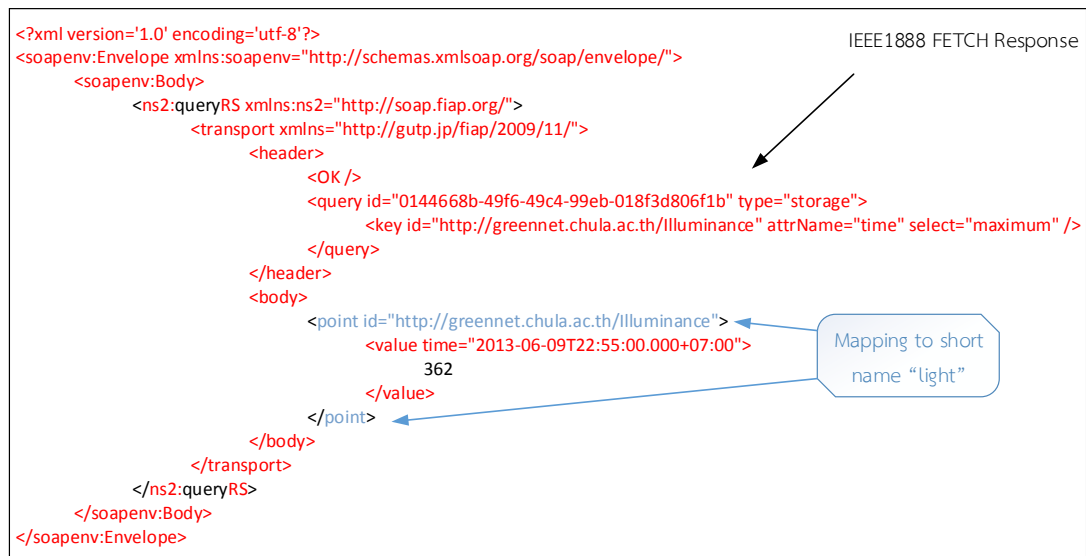 <?xml version='1.0' encoding='utf-8'?>
IEEE1888 FETCH Response
<soapenv:Envelope xmlns:soapenv="http://schemas.xmlsoap.org/soap/envelope/">
<soapenv:Body>
<ns2:queryRS xmlns:ns2="http://soap.fiap.org/">
<transport xmlns="http://gutp.jp/fiap/2009/11/">
<header>
<OK />
<query id="0144668b-49f6-49c4-99eb-018f3d806f1b" type="storage">
<key id="http://greennet.chula.ac.th/Illuminance" attrName="time" select="maximum" />
</query>
</header>
<body>
<point id="http://greennet.chula.ac.th/Illuminance">
<value time="2013-06-09T22:55:00.000+07:00">
362
</value>
</point>
Mapping to short
name “light”
</body>
</transport>
</ns2:queryRS>
</soapenv:Body>
</soapenv:Envelope>